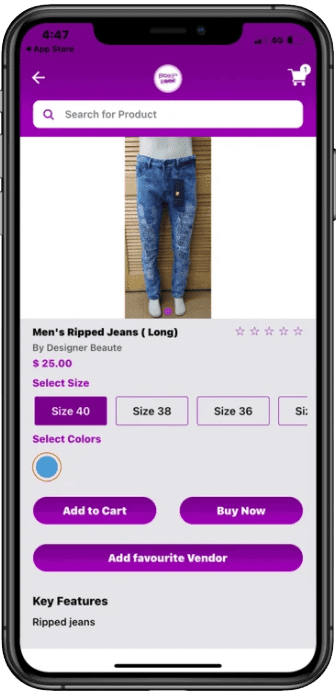 4:47
4G
App Store
1
Search for Product
Men's Ripped Jeans ( Long)
By Designer Beaute
$ 25.00
Select Size
Size 40 Size 38 Size 36 Si
Select Colors
Add to Cart Buy Now
Add favourite Vendor
Key Features
Ripped jeans